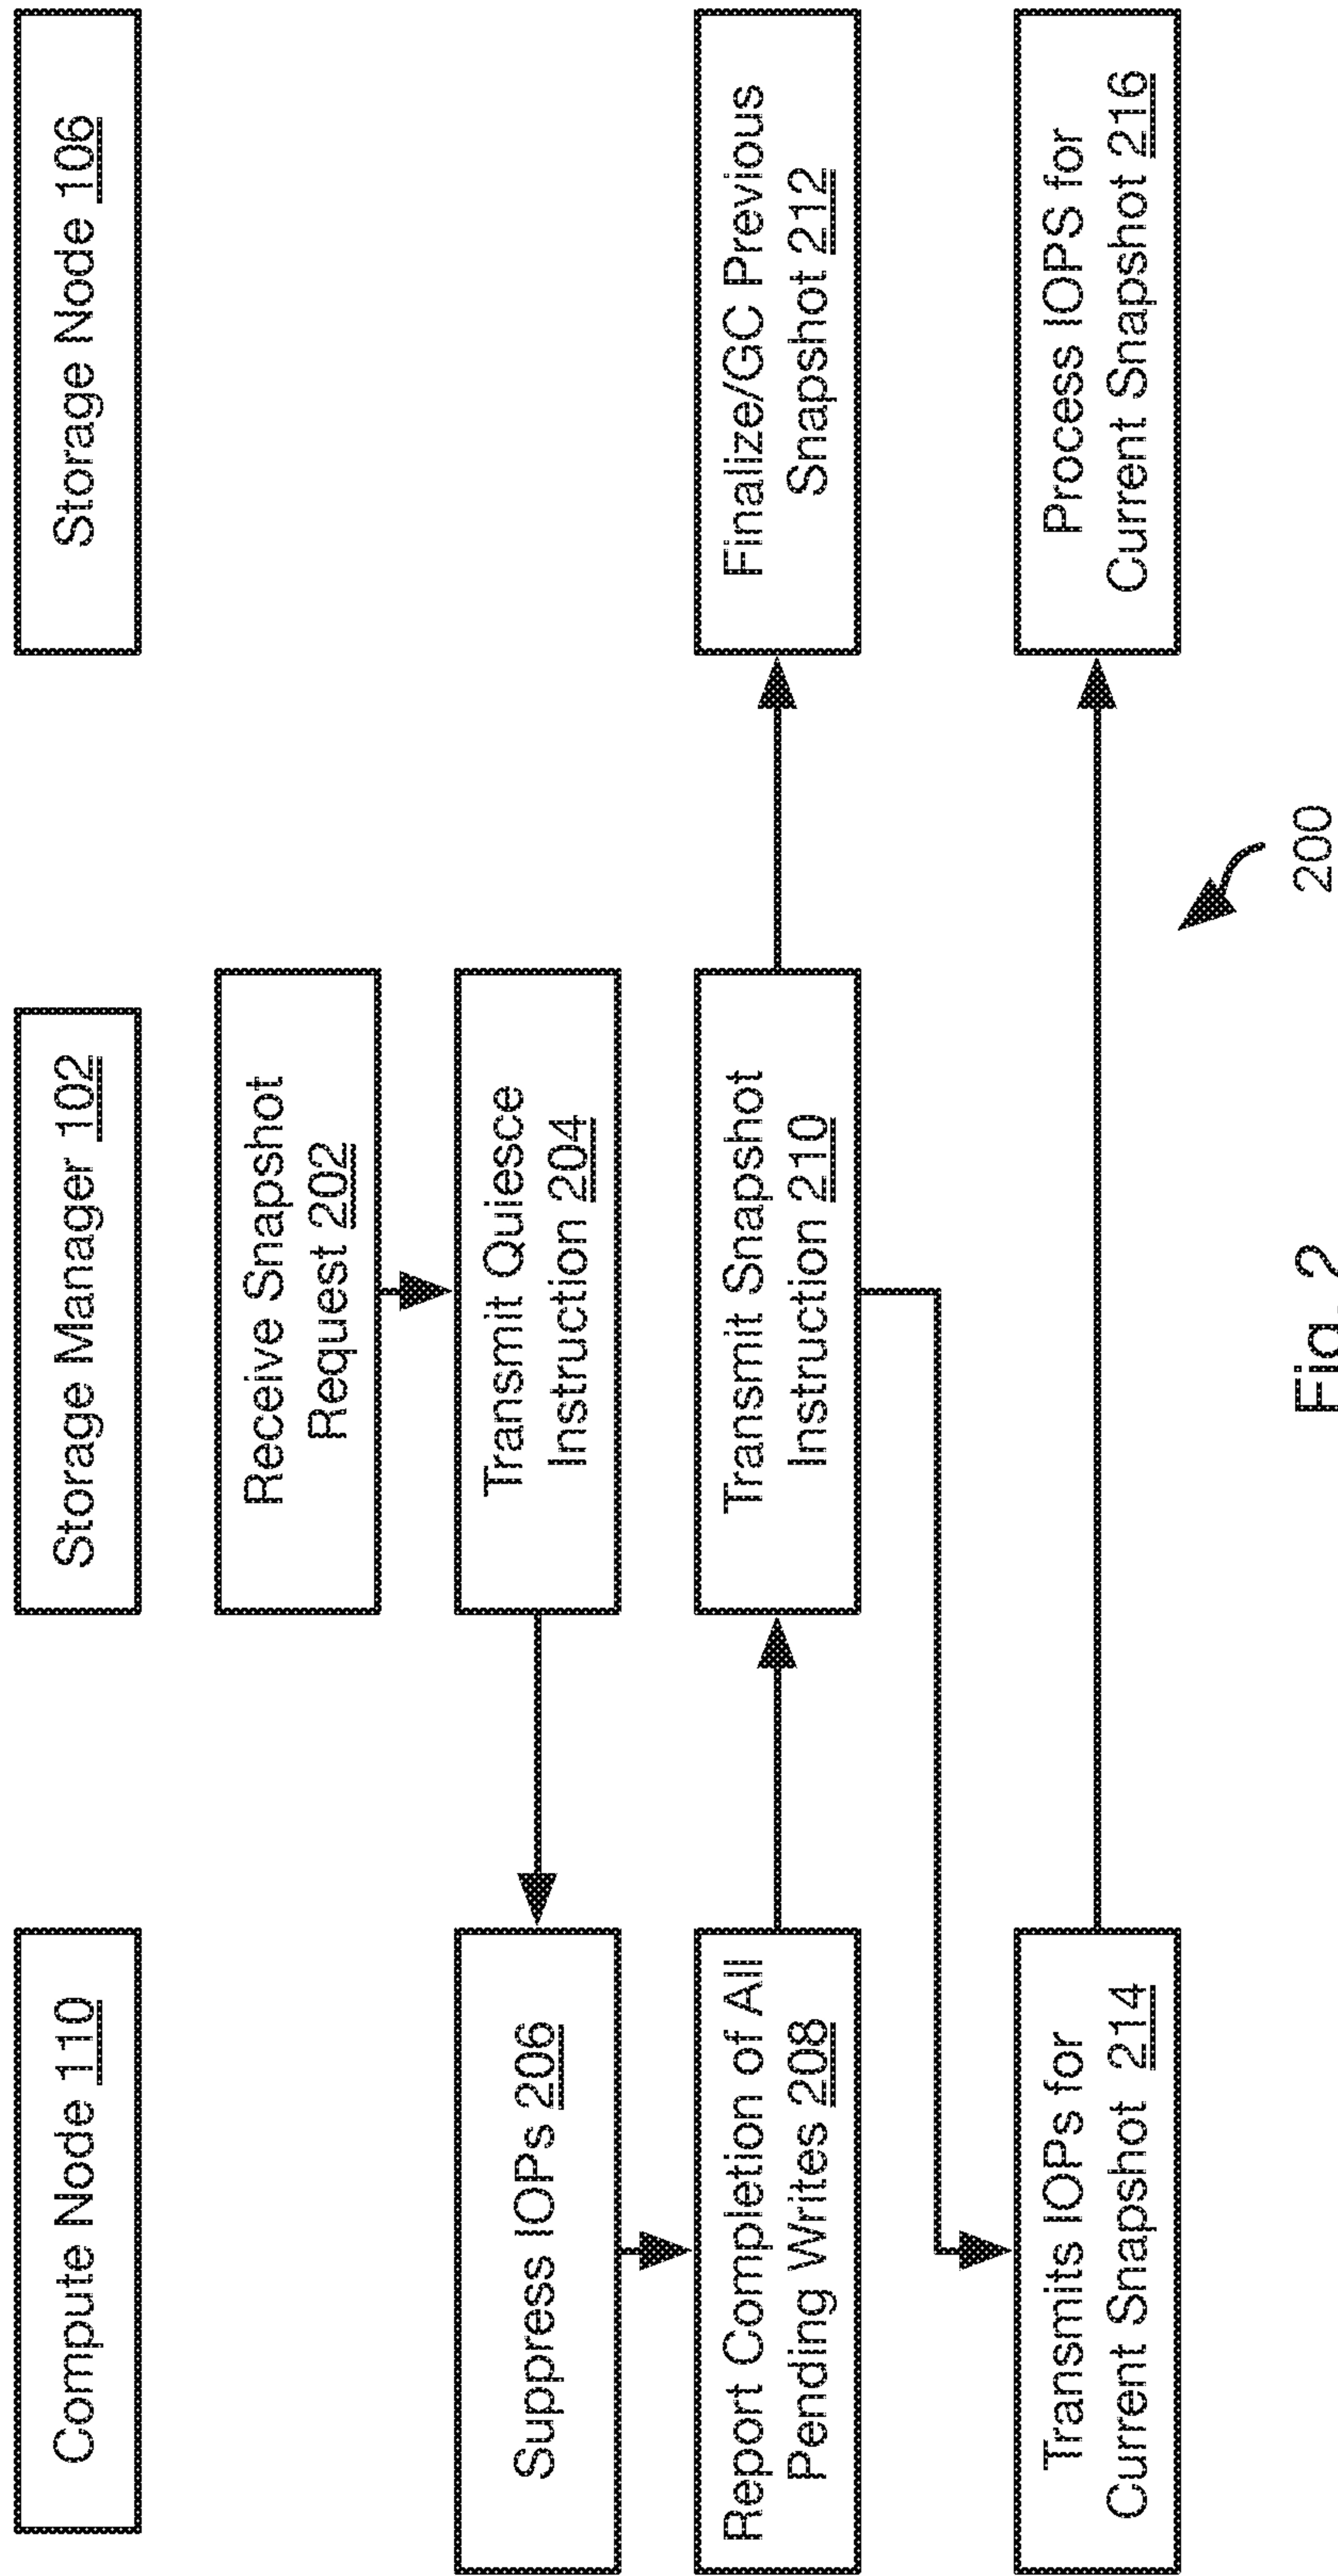 Compute Node 110
Storage Manager 102
Storage Node 106
Receive Snapshot
Request 202
Suppress IOPs 206
Transmit Quiesce
Instruction 204
Report Completion of All
Pending Writes 208
Transmit Snapshot
Instruction 210
Finalize/GC Previous
Snapshot 212
Transmits IOPs for
Current Snapshot 214
Process IOPS for
Current Snapshot 216
200
Fig. 2